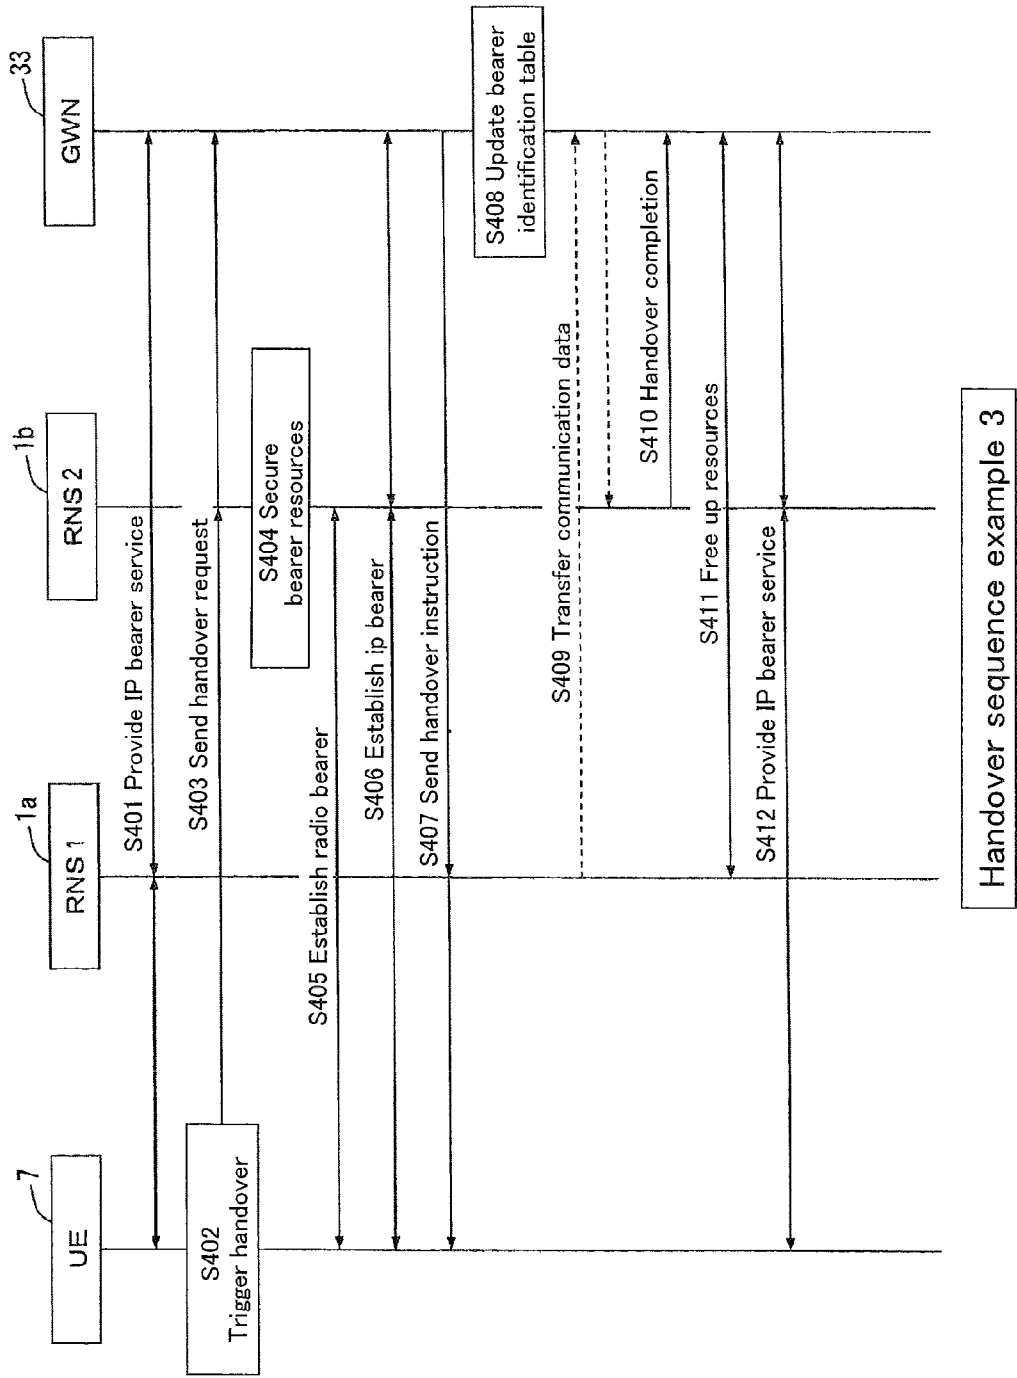 7
UE
1a
RNS 1
1b
RNS 2
33
GWN
S401 Provide IP bearer service
S402
Trigger handover
S403 Send handover request
S404 Secure
bearer resources
S405 Establish radio bearer
S406 Establish ip bearer
S407 Send handover instruction
S408 Update bearer
identification table
S409 Transfer communication data
S410 Handover completion
S411 Free up resources
S412 Provide IP bearer service
Handover sequence example 3